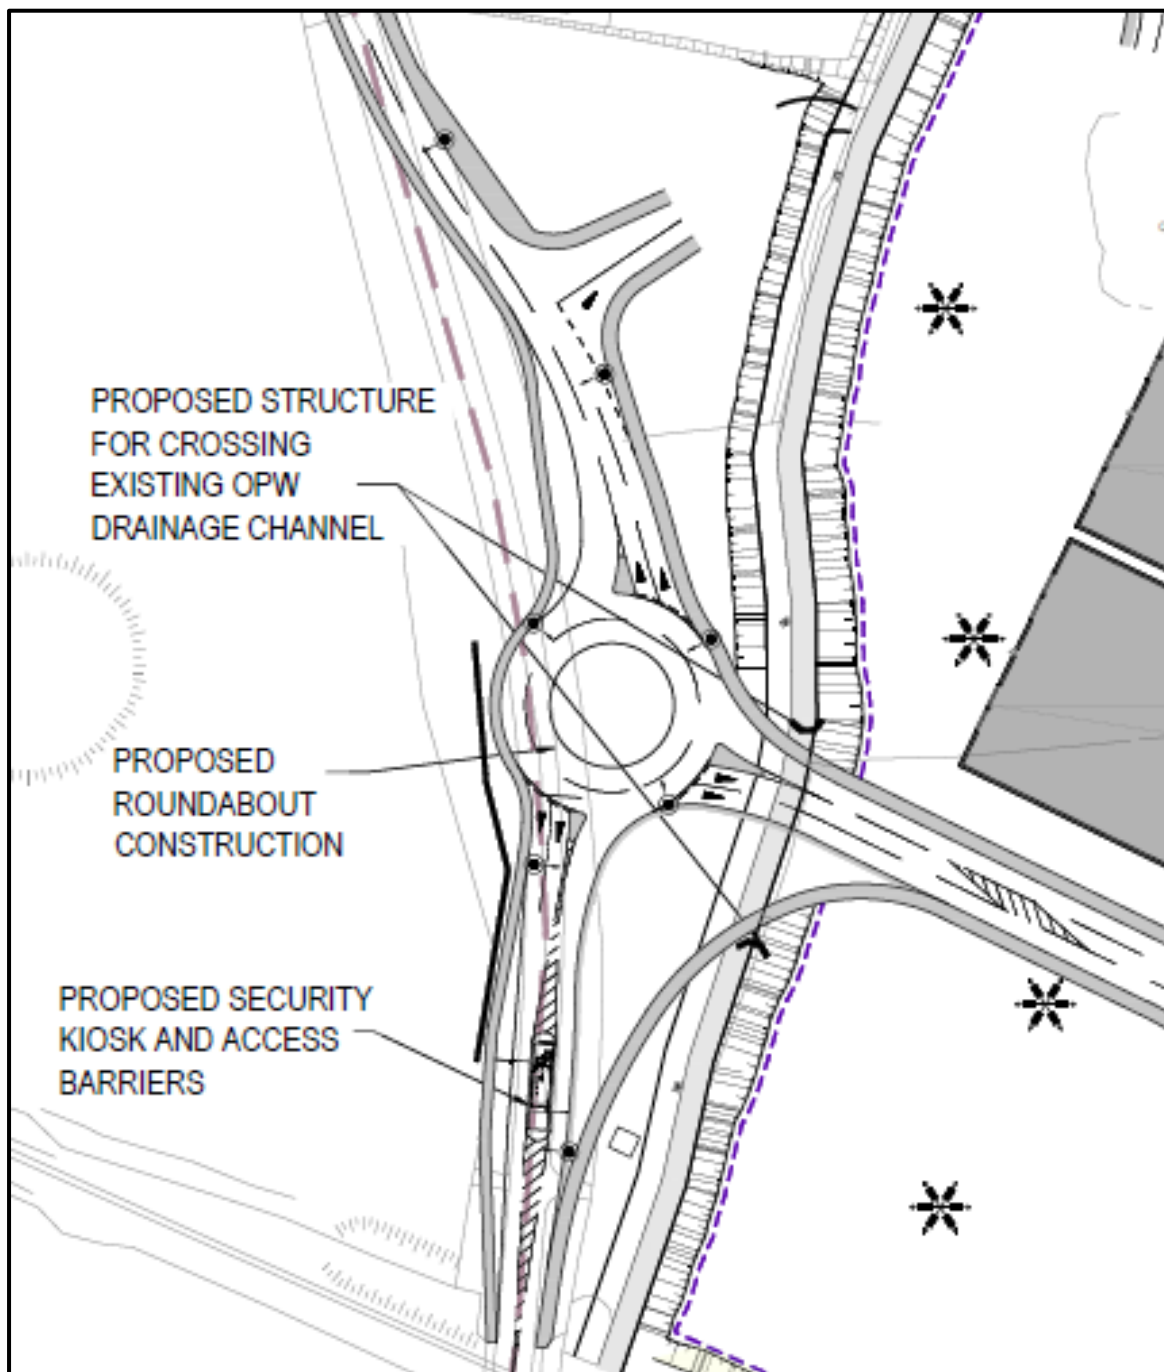 PROPOSED STRUCTURE
FOR CROSSING
EXISTING OPW
DRAINAGE CHANNEL
PROPOSED
ROUNDABOUT
CONSTRUCTION
PROPOSED SECURITY
KIOSK AND ACCESS
BARRIERS